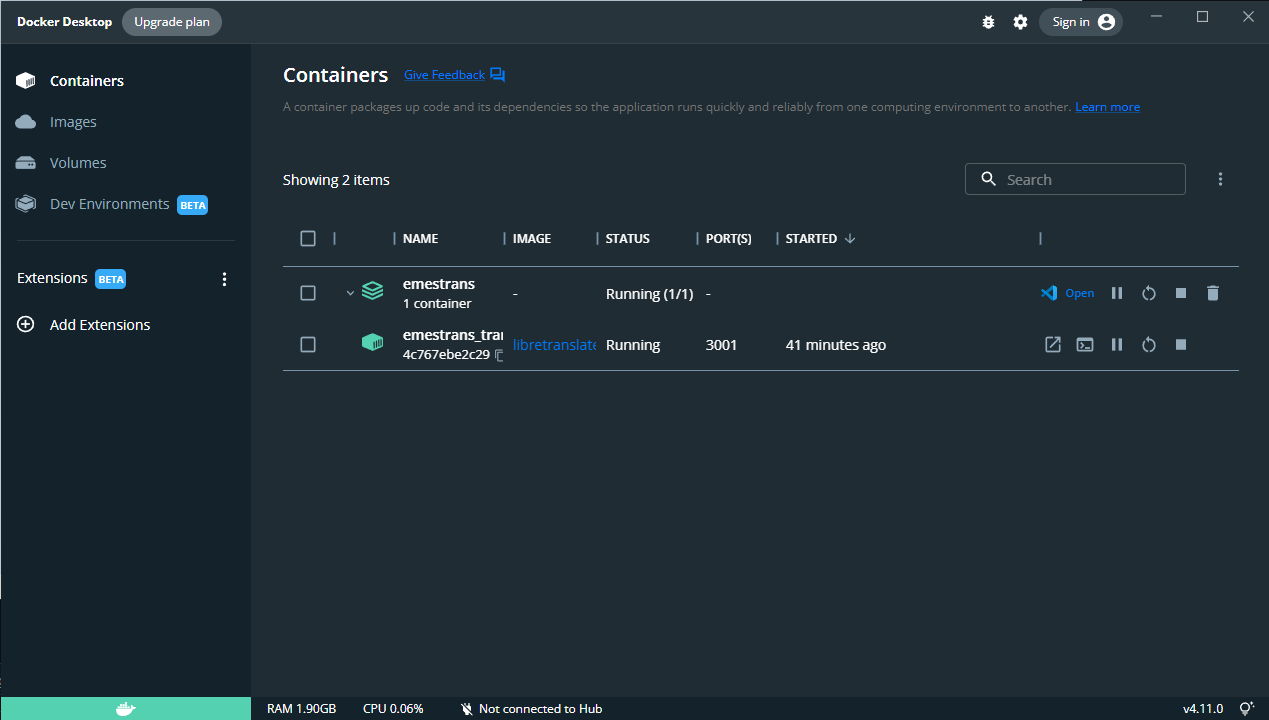 Docker Desktop Upgrade plan Sign in
Containers
Images
Volumes
Dev Environments BETA
Extensions BETA
Add Extensions
Containers Give Feedback
A container packages up code and its dependencies so the application runs quickly and reliably from one computing environment to another. Learn more
Showing 2 items Search
NAME IMAGE STATUS PORT(S) STARTED
emestrans
1 container - Running (1/1) - Open
emestrans_tra
4c767ebe2c29 libretranslate Running 3001 41 minutes ago
RAM 1.90GB CPU 0.06% Not connected to Hub v4.11.0